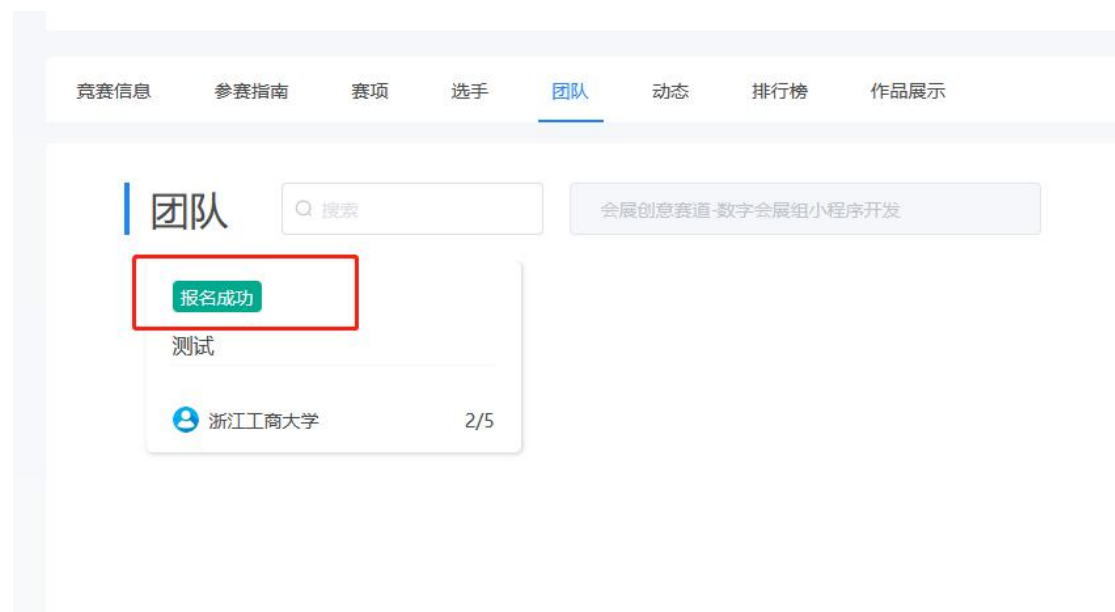 竞赛信息 参赛指南 赛项 选手 团队 动态 排行榜 作品展示
团队 搜索 会展创意赛道-数字会展组小程序开发
报名成功
测试
浙江工商大学 2/5